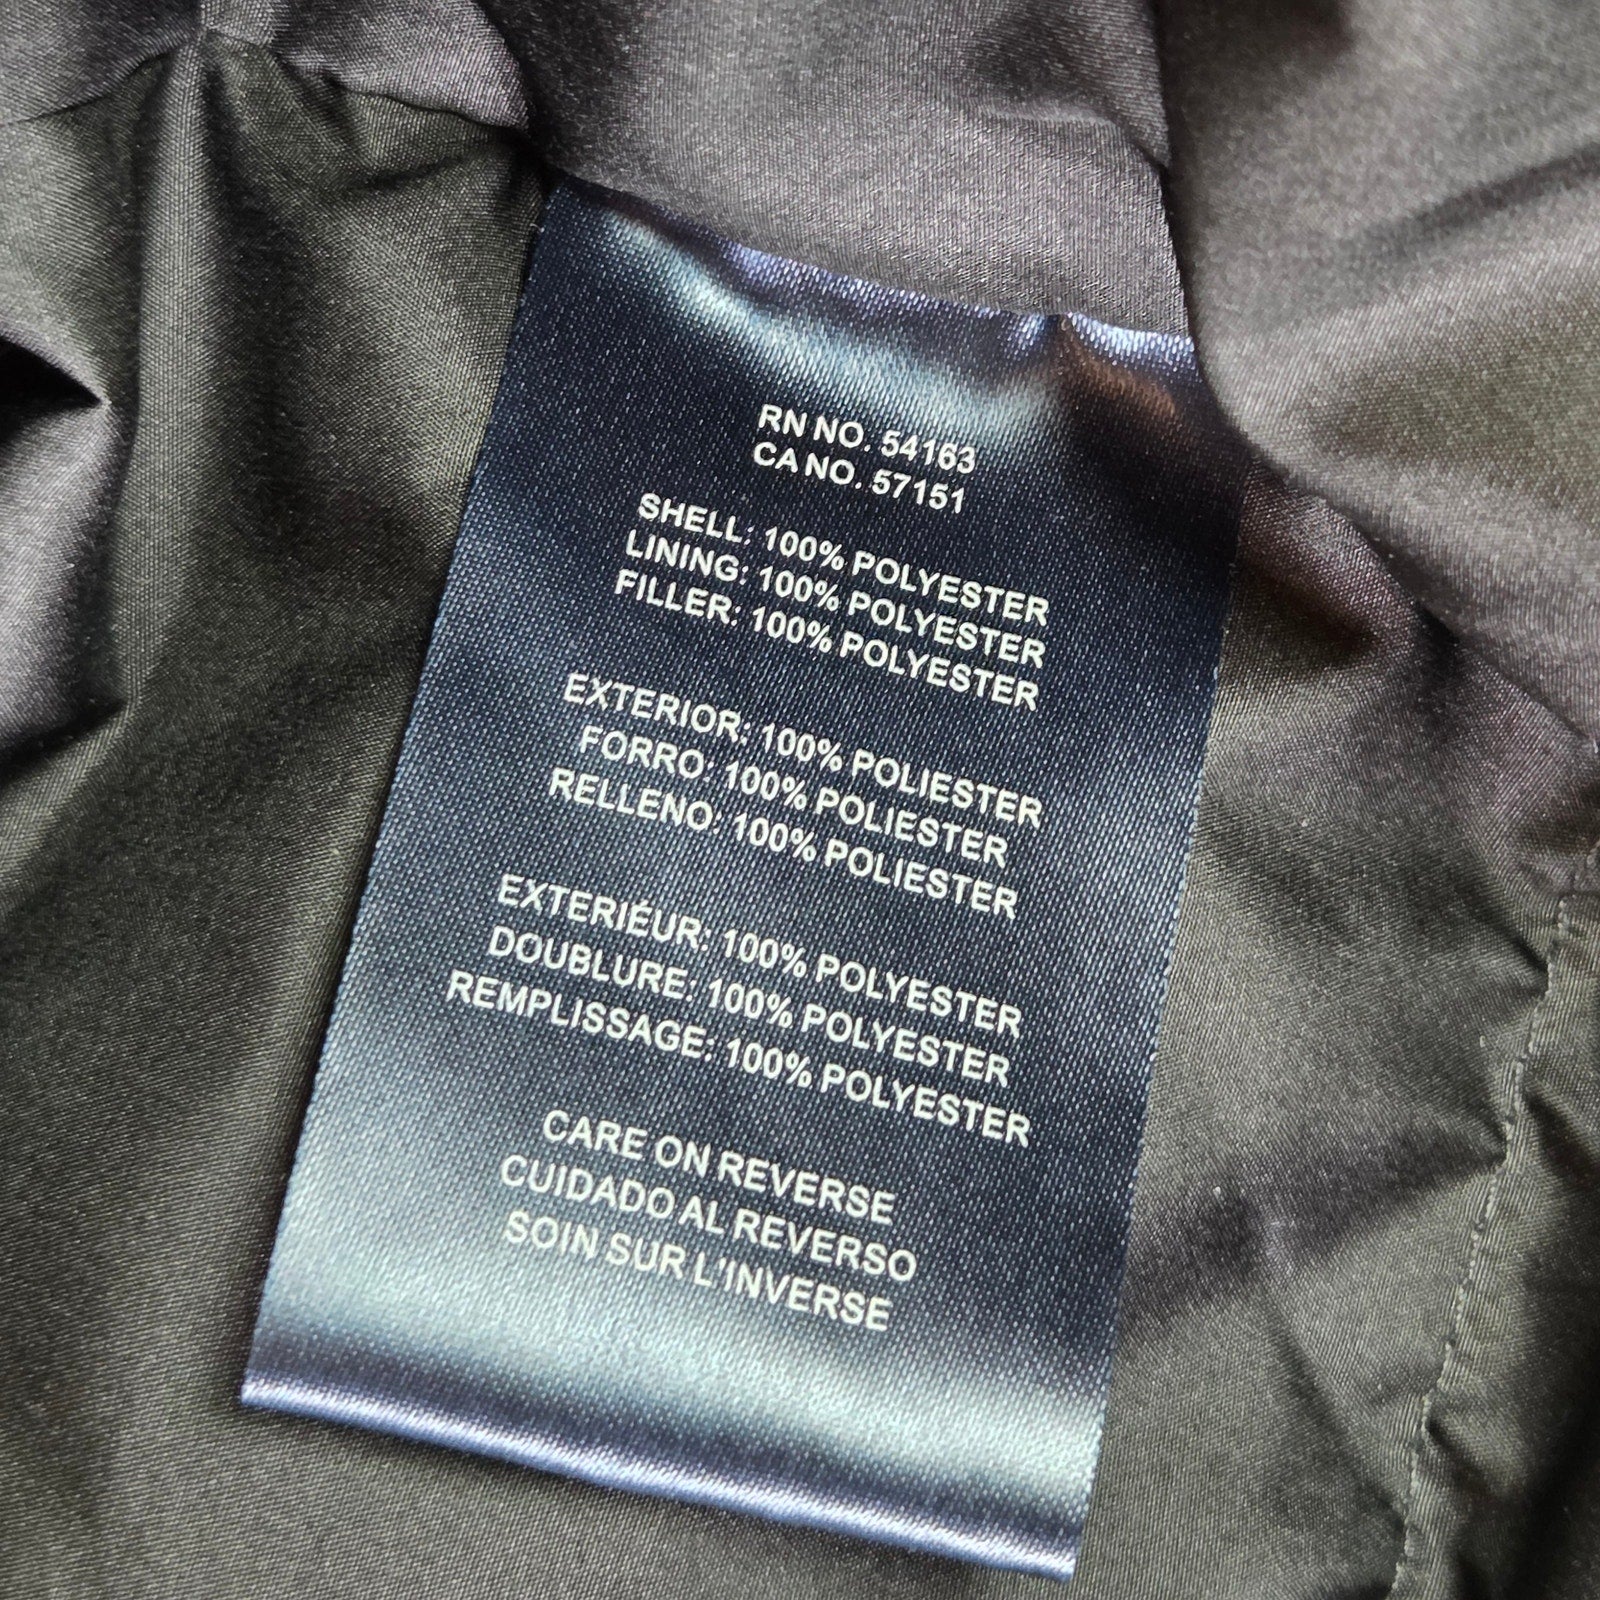 RN NO. 54163
CA NO. 57151
SHELL: 100% POLYESTER
LINING: 100% POLYESTER
FILLER: 100% POLYESTER
EXTERIOR: 100% POLIESTER
FORRO: 100% POLIESTER
RELLENO: 100% POLIESTER
EXTERIÉUR: 100% POLYESTER
DOUBLURE: 100% POLYESTER
REMPLISSAGE: 100% POLYESTER
CARE ON REVERSE
CUIDADO AL REVERSO
SOIN SUR L'INVERSE